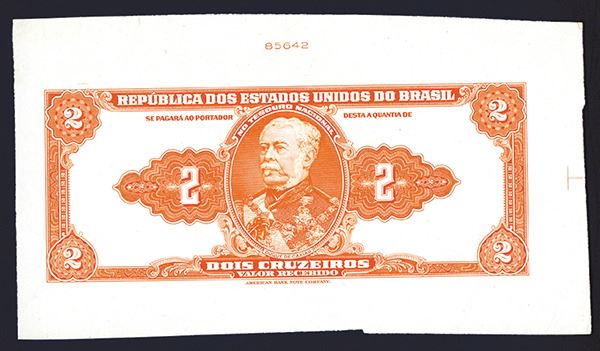 85642
REPÚBLICA DOS ESTADOS UNIDOS DO BRASIL
2 2
SE PAGARÁ AO PORTADOR DESTA A QUANTIA DE
NO TESOURO NACIONAL
2 2
2 2
DOIS CRUZEIROS
VALOR RECEBIDO
AMERICAN BANK NOTE COMPANY.